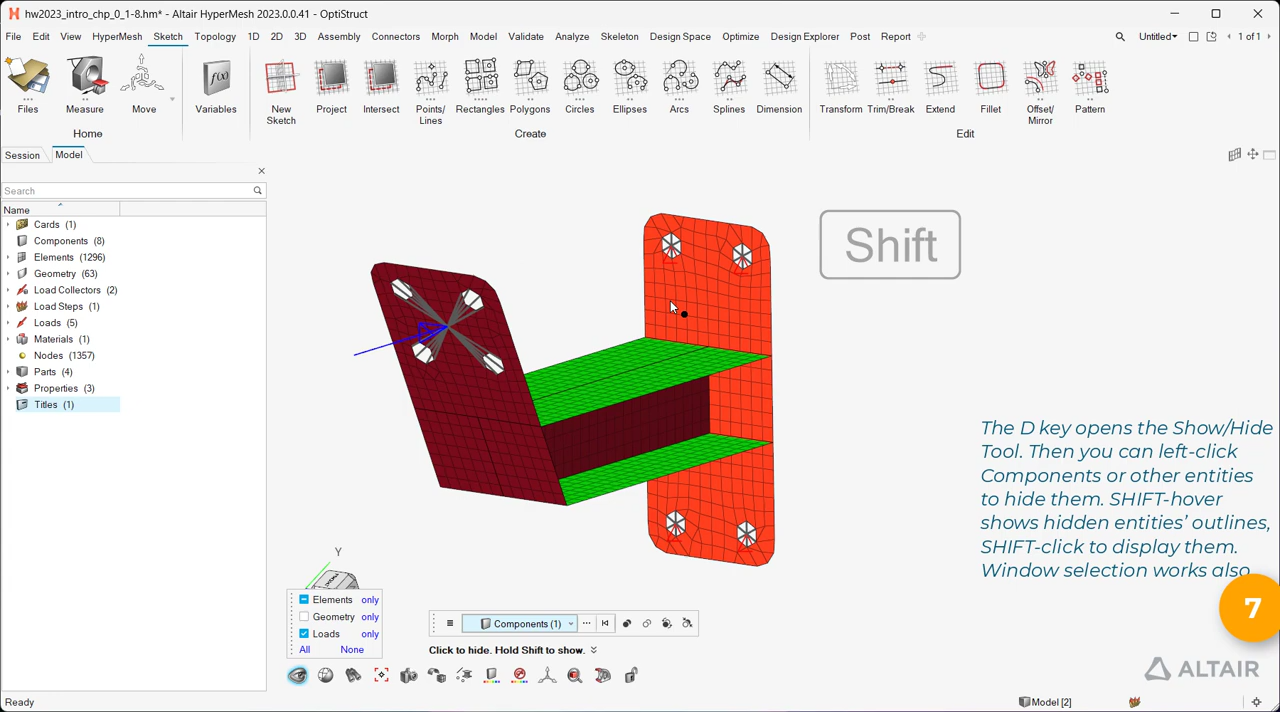 hw2023_intro_chp_0_1-8.hm* - Altair HyperMesh 2023.0.0.41 - OptiStruct
File Edit View HyperMesh Sketch Topology 1D 2D 3D Assembly Connectors Morph Model Validate Analyze Skeleton Design Space Optimize Design Explorer Post Report Untitled 1 of 1
Files Measure Move Variables New Sketch Project Intersect Points/Lines Rectangles Polygons Circles Ellipses Arcs Splines Dimension Transform Trim/Break Extend Fillet Offset/Mirror Pattern
Home Create Edit
Session Model
Search
Name
Cards (1)
Components (8)
Elements (1296)
Geometry (63)
Load Collectors (2)
Load Steps (1)
Loads (5)
Materials (1)
Nodes (1357)
Parts (4)
Properties (3)
Titles (1)
Shift
The D key opens the Show/Hide
Tool. Then you can left-click
Components or other entities
to hide them. SHIFT-hover
shows hidden entities' outlines,
SHIFT-click to display them.
Window selection works also.
7
Y
Elements only
Geometry only
Loads only
All None
Components (1)
Click to hide. Hold Shift to show.
ALTAIR
Ready
Model [2]